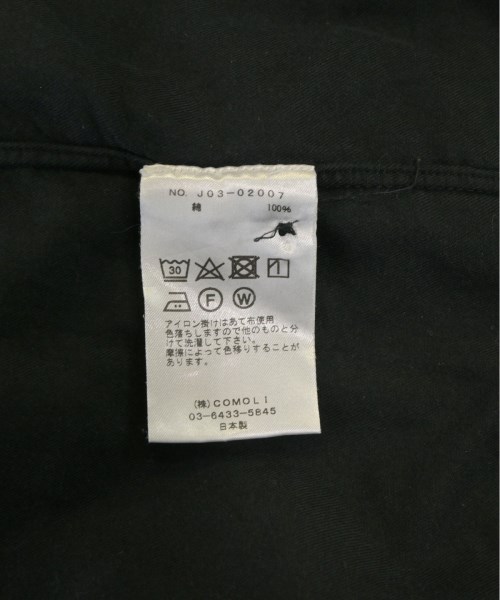 NO. J03-02007
綿 100%
30
F W
アイロン掛けはあて布使用
色落ちしますので他のものと分
けて洗濯して下さい。
摩擦によって色移りすることが
あります。
(株)COMOLI
03-6433-5845
日本製